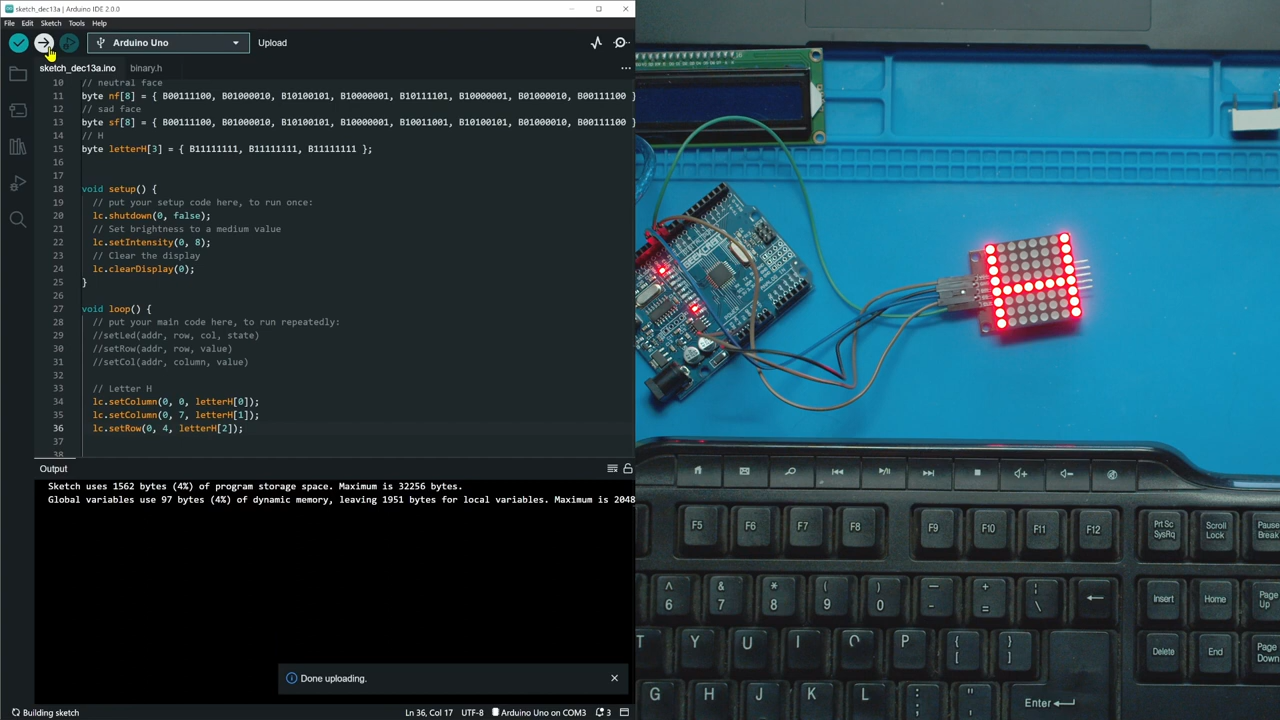 sketch_dec13a | Arduino IDE 2.0.0
File Edit Sketch Tools Help
Arduino Uno
Upload
sketch_dec13a.ino binary.h
10 // neutral face
11 byte nf[8] = { B00111100, B01000010, B10100101, B10000001, B10111101, B10000001, B01000010, B00111100 }
12 // sad face
13 byte sf[8] = { B00111100, B01000010, B10100101, B10000001, B10011001, B10100101, B01000010, B00111100 }
14 // H
15 byte letterH[3] = { B11111111, B11111111, B11111111 };
16
17
18 void setup() {
19 // put your setup code here, to run once:
20 lc.shutdown(0, false);
21 // Set brightness to a medium value
22 lc.setIntensity(0, 8);
23 // Clear the display
24 lc.clearDisplay(0);
25 }
26
27 void loop() {
28 // put your main code here, to run repeatedly:
29 //setLed(addr, row, col, state)
30 //setRow(addr, row, value)
31 //setCol(addr, column, value)
32
33 // Letter H
34 lc.setColumn(0, 0, letterH[0]);
35 lc.setColumn(0, 7, letterH[1]);
36 lc.setRow(0, 4, letterH[2]);
37
38
Output
Sketch uses 1562 bytes (4%) of program storage space. Maximum is 32256 bytes.
Global variables use 97 bytes (4%) of dynamic memory, leaving 1951 bytes for local variables. Maximum is 2048
Done uploading.
Building sketch
Ln 36, Col 17 UTF-8 Arduino Uno on COM3 3
GEEKCREIT
H
F5 F6 F7 F8 F9 F10 F11 F12 Prt Sc SysRq Scroll Lock Pause Break
^ 6 & 7 * 8 ( 9 ) 0 _ - + = | \ Insert Home Page Up
T Y U I O P { [ } ] Delete End Page Down
G H J K L : ; " ' Enter